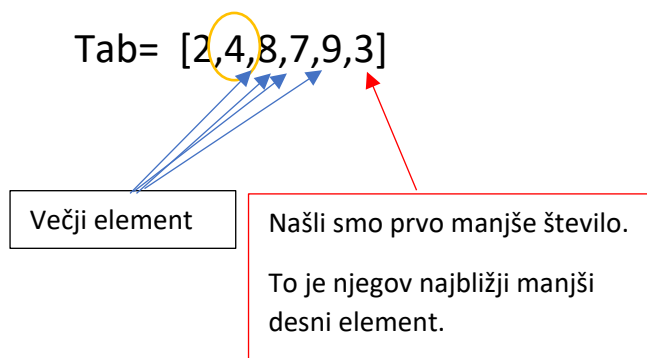 Tab= [2,4,8,7,9,3]
Večji element
Našli smo prvo manjše število.
To je njegov najbližji manjši
desni element.